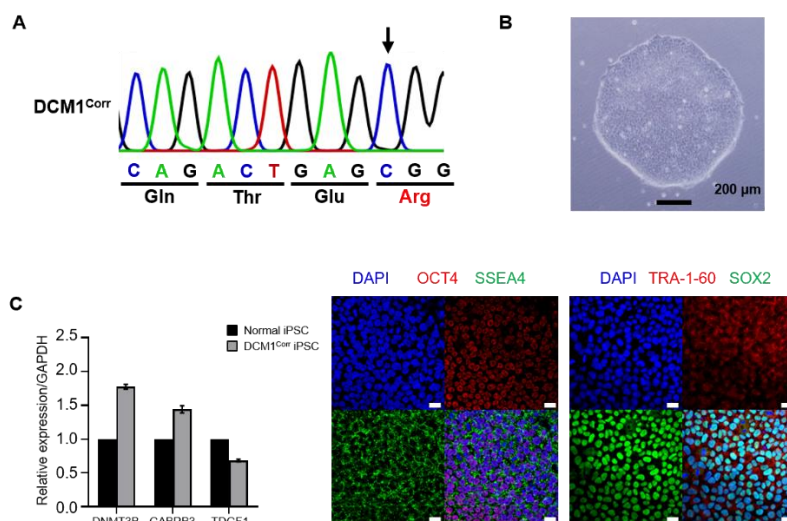 A
DCM1Corr
C A G A C T G A G C G G
Gln Thr Glu Arg
B
200 µm
C
Relative expression/GAPDH
2.5
2.0
1.5
1.0
0.5
0.0
Normal iPSC
DCM1Corr iPSC
DNMT3B GABRB3 TDGF1
DAPI OCT4 SSEA4
DAPI TRA-1-60 SOX2